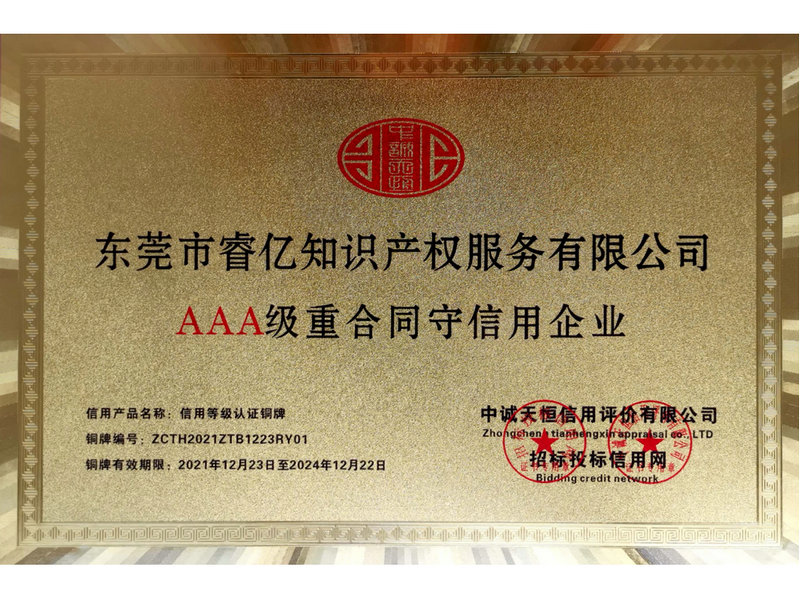 东莞市睿亿知识产权服务有限公司
AAA级重合同守信用企业
信用产品名称：信用等级认证铜牌
铜牌编号：ZCTH2021ZTB1223RY01
铜牌有效期限：2021年12月23日至2024年12月22日
中诚天恒信用评价有限公司
Zhongcheng tianhengxin appraisal co., LTD
招标投标信用网
Bidding credit network